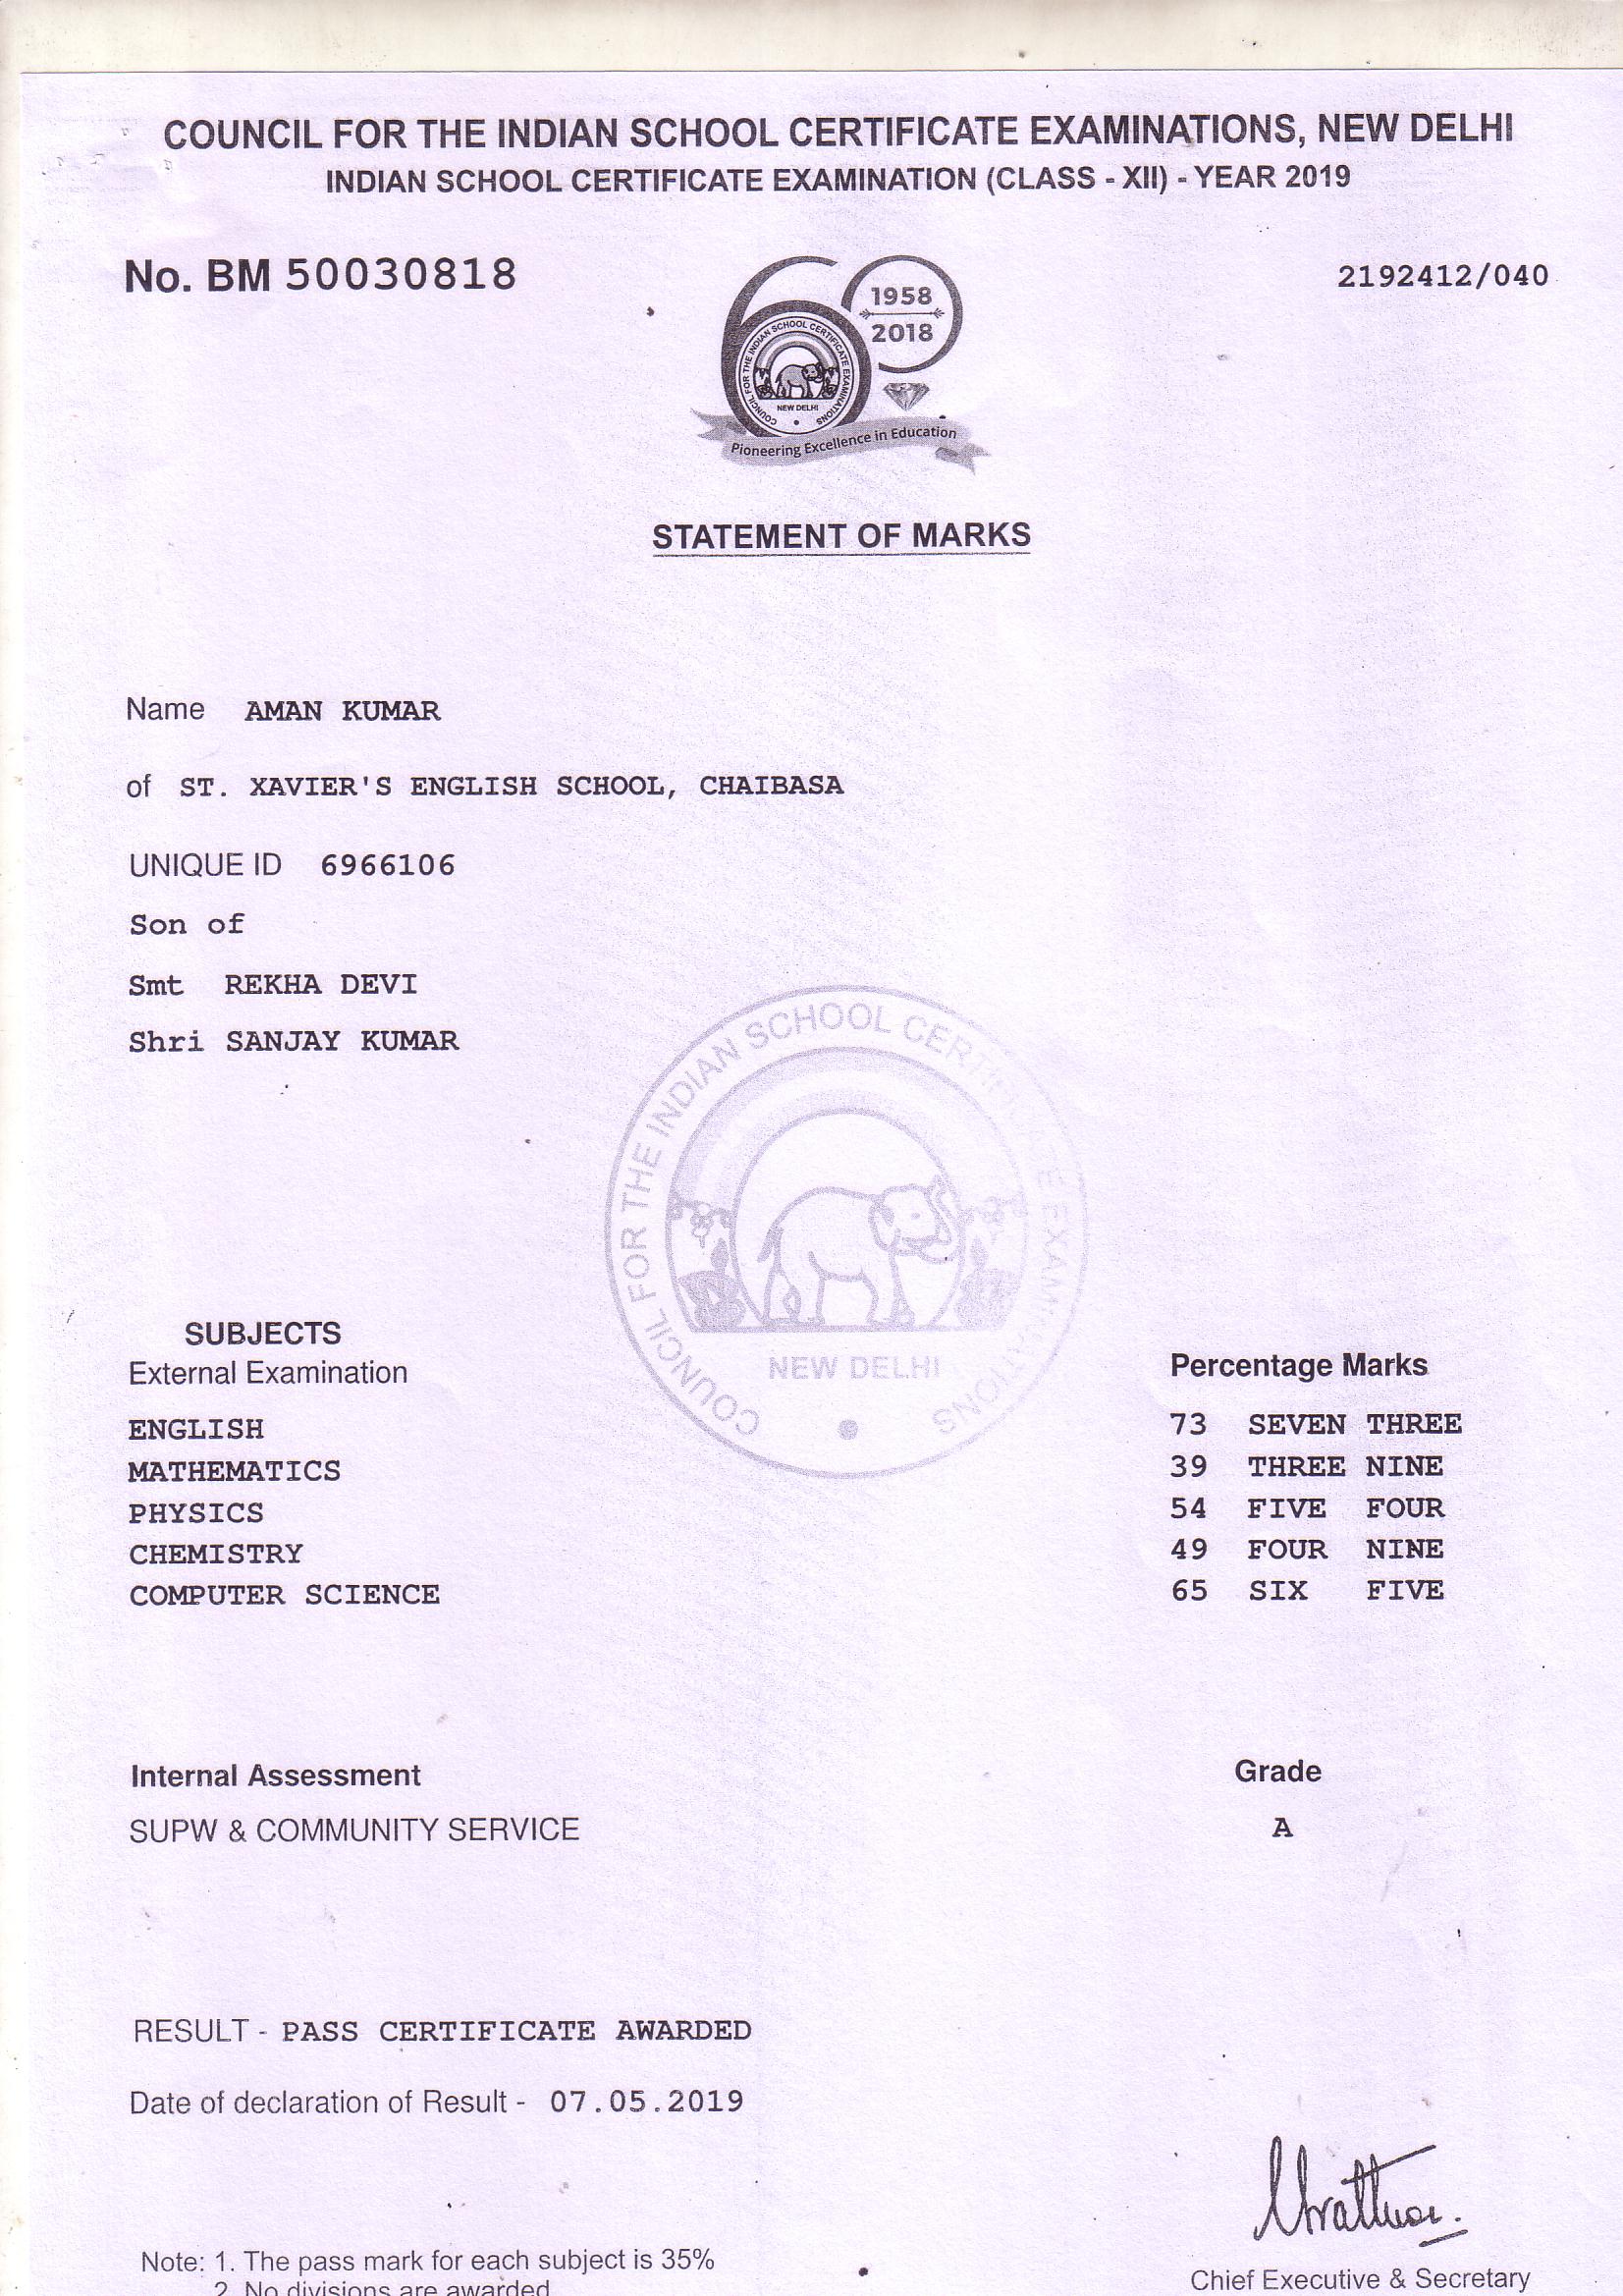 COUNCIL FOR THE INDIAN SCHOOL CERTIFICATE EXAMINATIONS, NEW DELHI
INDIAN SCHOOL CERTIFICATE EXAMINATION (CLASS - XII) - YEAR 2019
No. BM 50030818
2192412/040
1958
2018
COUNCIL FOR THE INDIAN SCHOOL CERTIFICATE EXAMINATIONS
NEW DELHI
Pioneering Excellence in Education
STATEMENT OF MARKS
Name AMAN KUMAR
of ST. XAVIER'S ENGLISH SCHOOL, CHAIBASA
UNIQUE ID 6966106
Son of
Smt REKHA DEVI
Shri SANJAY KUMAR
COUNCIL FOR THE INDIAN SCHOOL CERTIFICATE EXAMINATIONS
NEW DELHI
SUBJECTS
External Examination Percentage Marks
ENGLISH 73 SEVEN THREE
MATHEMATICS 39 THREE NINE
PHYSICS 54 FIVE FOUR
CHEMISTRY 49 FOUR NINE
COMPUTER SCIENCE 65 SIX FIVE
Internal Assessment Grade
SUPW & COMMUNITY SERVICE A
RESULT - PASS CERTIFICATE AWARDED
Date of declaration of Result - 07.05.2019
Note: 1. The pass mark for each subject is 35%
2. No divisions are awarded
Chief Executive & Secretary